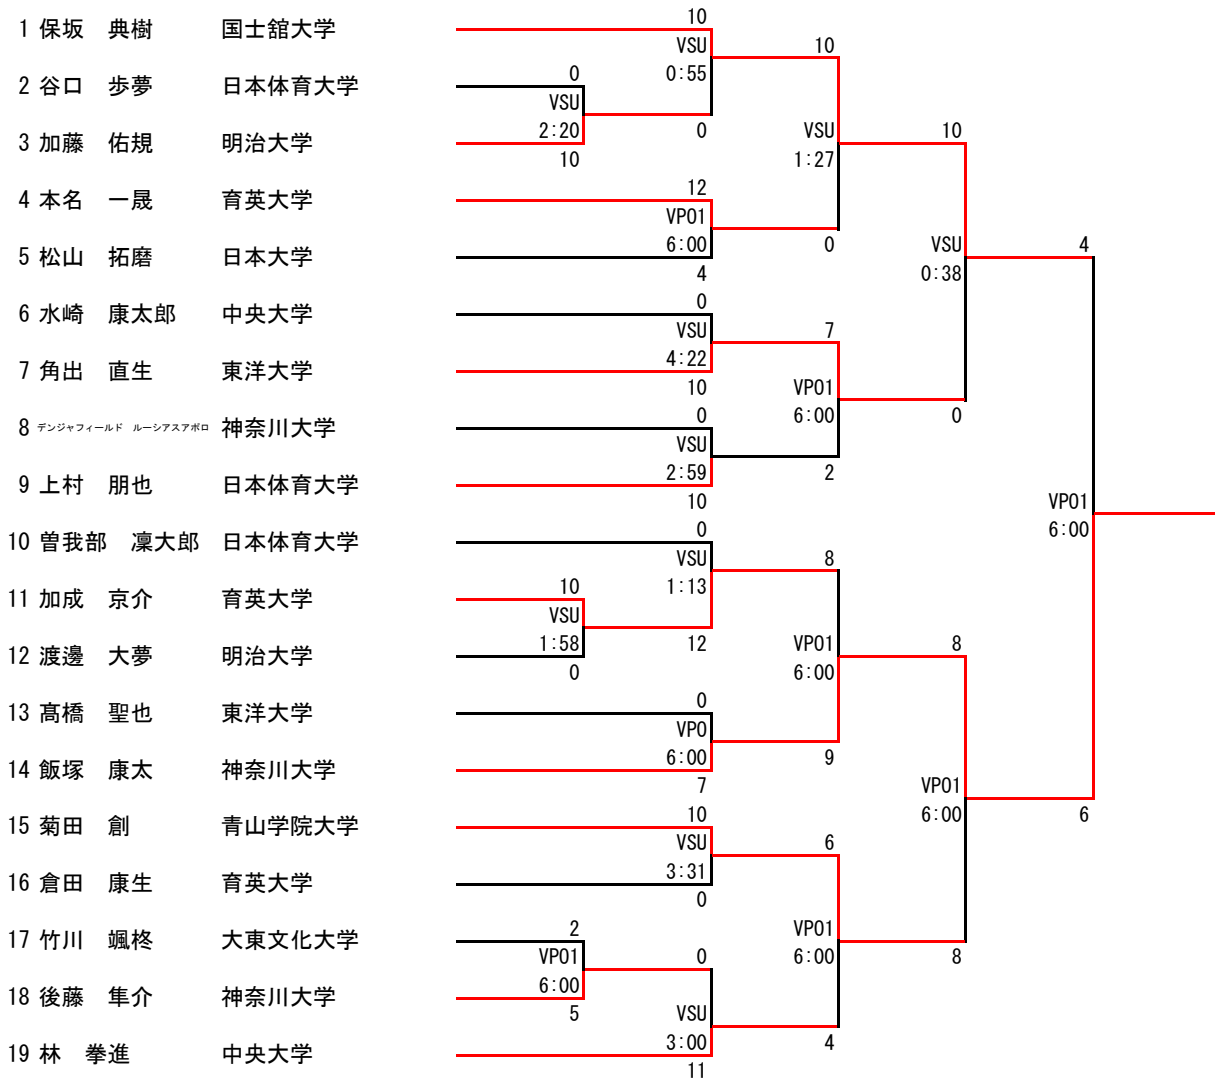 10
1 保坂　典樹　国士舘大学
VSU 10
0 0:55
2 谷口　歩夢　日本体育大学
VSU
2:20 0 VSU 10
3 加藤　佑規　明治大学
10 1:27
12
4 本名　一晟　育英大学
VPO1
6:00 0 VSU 4
5 松山　拓磨　日本大学
4 0:38
0
6 水崎　康太郎　中央大学
VSU 7
4:22
7 角出　直生　東洋大学
10 VPO1
0 6:00 0
8 デンジャフィールド　ルーシアスアポロ 神奈川大学
VSU
2:59 2
9 上村　朋也　日本体育大学
10 VPO1
0 6:00
10 曽我部　凜大郎　日本体育大学
VSU 8
10 1:13
11 加成　京介　育英大学
VSU
1:58 12 VPO1 8
12 渡邊　大夢　明治大学
0 6:00
0
13 髙橋　聖也　東洋大学
VPO
6:00 9
14 飯塚　康太　神奈川大学
7 VPO1
10 6:00 6
15 菊田　創　青山学院大学
VSU 6
3:31
16 倉田　康生　育英大学
0
2 VPO1
17 竹川　颯柊　大東文化大学
VPO1 0 6:00 8
6:00
18 後藤　隼介　神奈川大学
5 VSU
3:00 4
19 林　拳進　中央大学
11